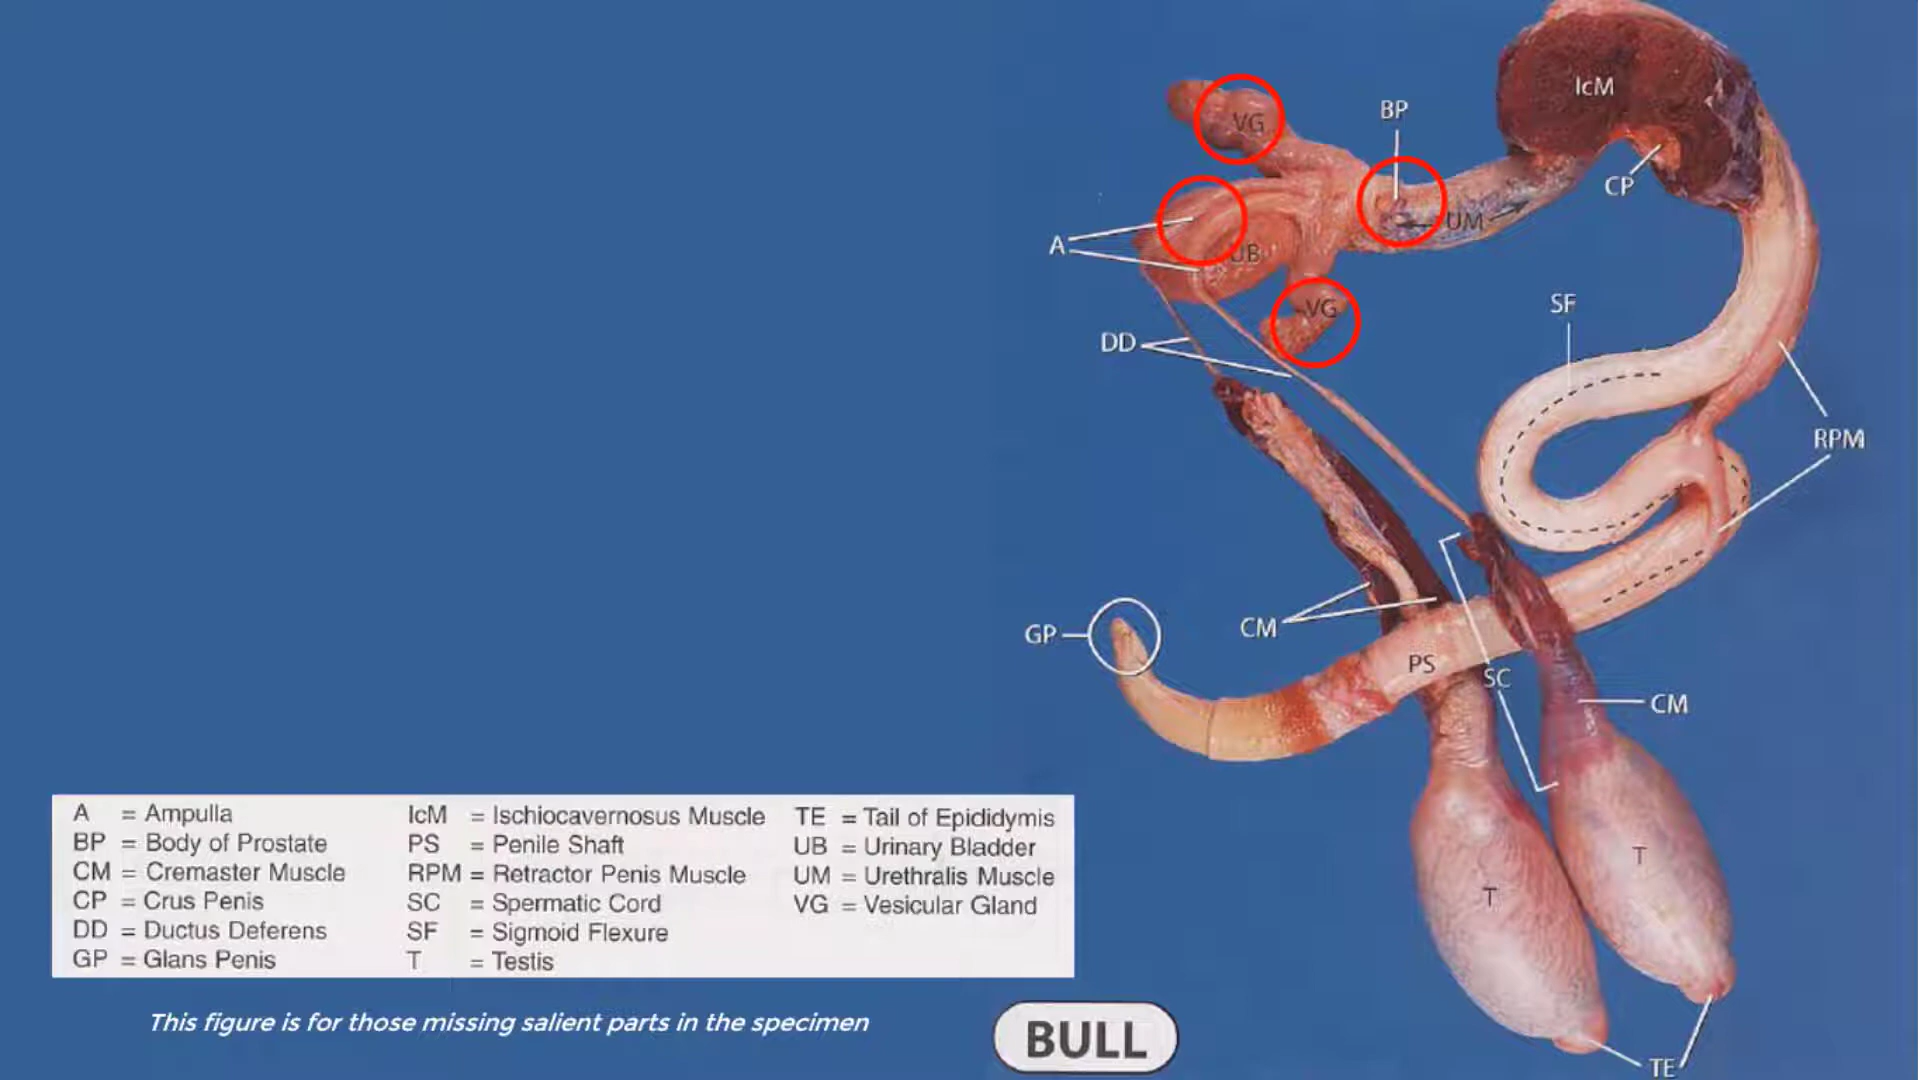 IcM
VG
BP
CP
UM
A
UB
VG
SF
DD
RPM
CM
GP
PS
SC
CM
T
T
TE
A = Ampulla
BP = Body of Prostate
CM = Cremaster Muscle
CP = Crus Penis
DD = Ductus Deferens
GP = Glans Penis
IcM = Ischiocavernosus Muscle
PS = Penile Shaft
RPM = Retractor Penis Muscle
SC = Spermatic Cord
SF = Sigmoid Flexure
T = Testis
TE = Tail of Epididymis
UB = Urinary Bladder
UM = Urethralis Muscle
VG = Vesicular Gland
This figure is for those missing salient parts in the specimen
BULL